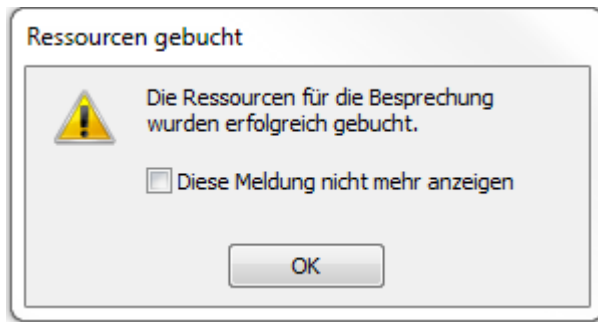 Ressourcen gebucht
Die Ressourcen für die Besprechung
wurden erfolgreich gebucht.
Diese Meldung nicht mehr anzeigen
OK